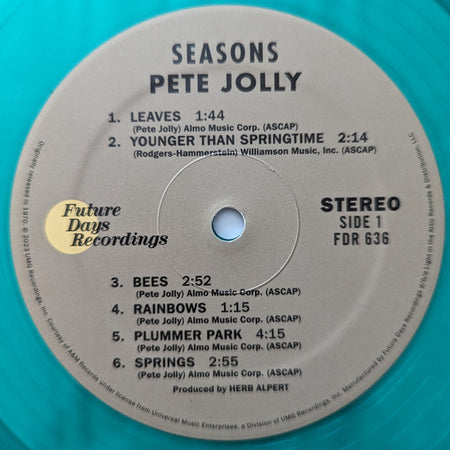 SEASONS
PETE JOLLY
1. LEAVES 1:44
(Pete Jolly) Almo Music Corp. (ASCAP)
2. YOUNGER THAN SPRINGTIME 2:14
(Rodgers-Hammerstein) Williamson Music, Inc. (ASCAP)
Future
Days
Recordings
STEREO
SIDE 1
FDR 636
3. BEES 2:52
(Pete Jolly) Almo Music Corp. (ASCAP)
4. RAINBOWS 1:15
(Pete Jolly) Almo Music Corp. (ASCAP)
5. PLUMMER PARK 4:15
(Pete Jolly) Almo Music Corp. (ASCAP)
6. SPRINGS 2:55
(Pete Jolly) Almo Music Corp. (ASCAP)
Produced by HERB ALPERT
Originally released in 1970. © 2023 UMG Recordings, Inc. Courtesy of A&M Records under license from Universal Music Enterprises, a Division of UMG Recordings, Inc. Manufactured by Future Days Recordings d/b/a Light in the Attic Records & Distribution, LLC